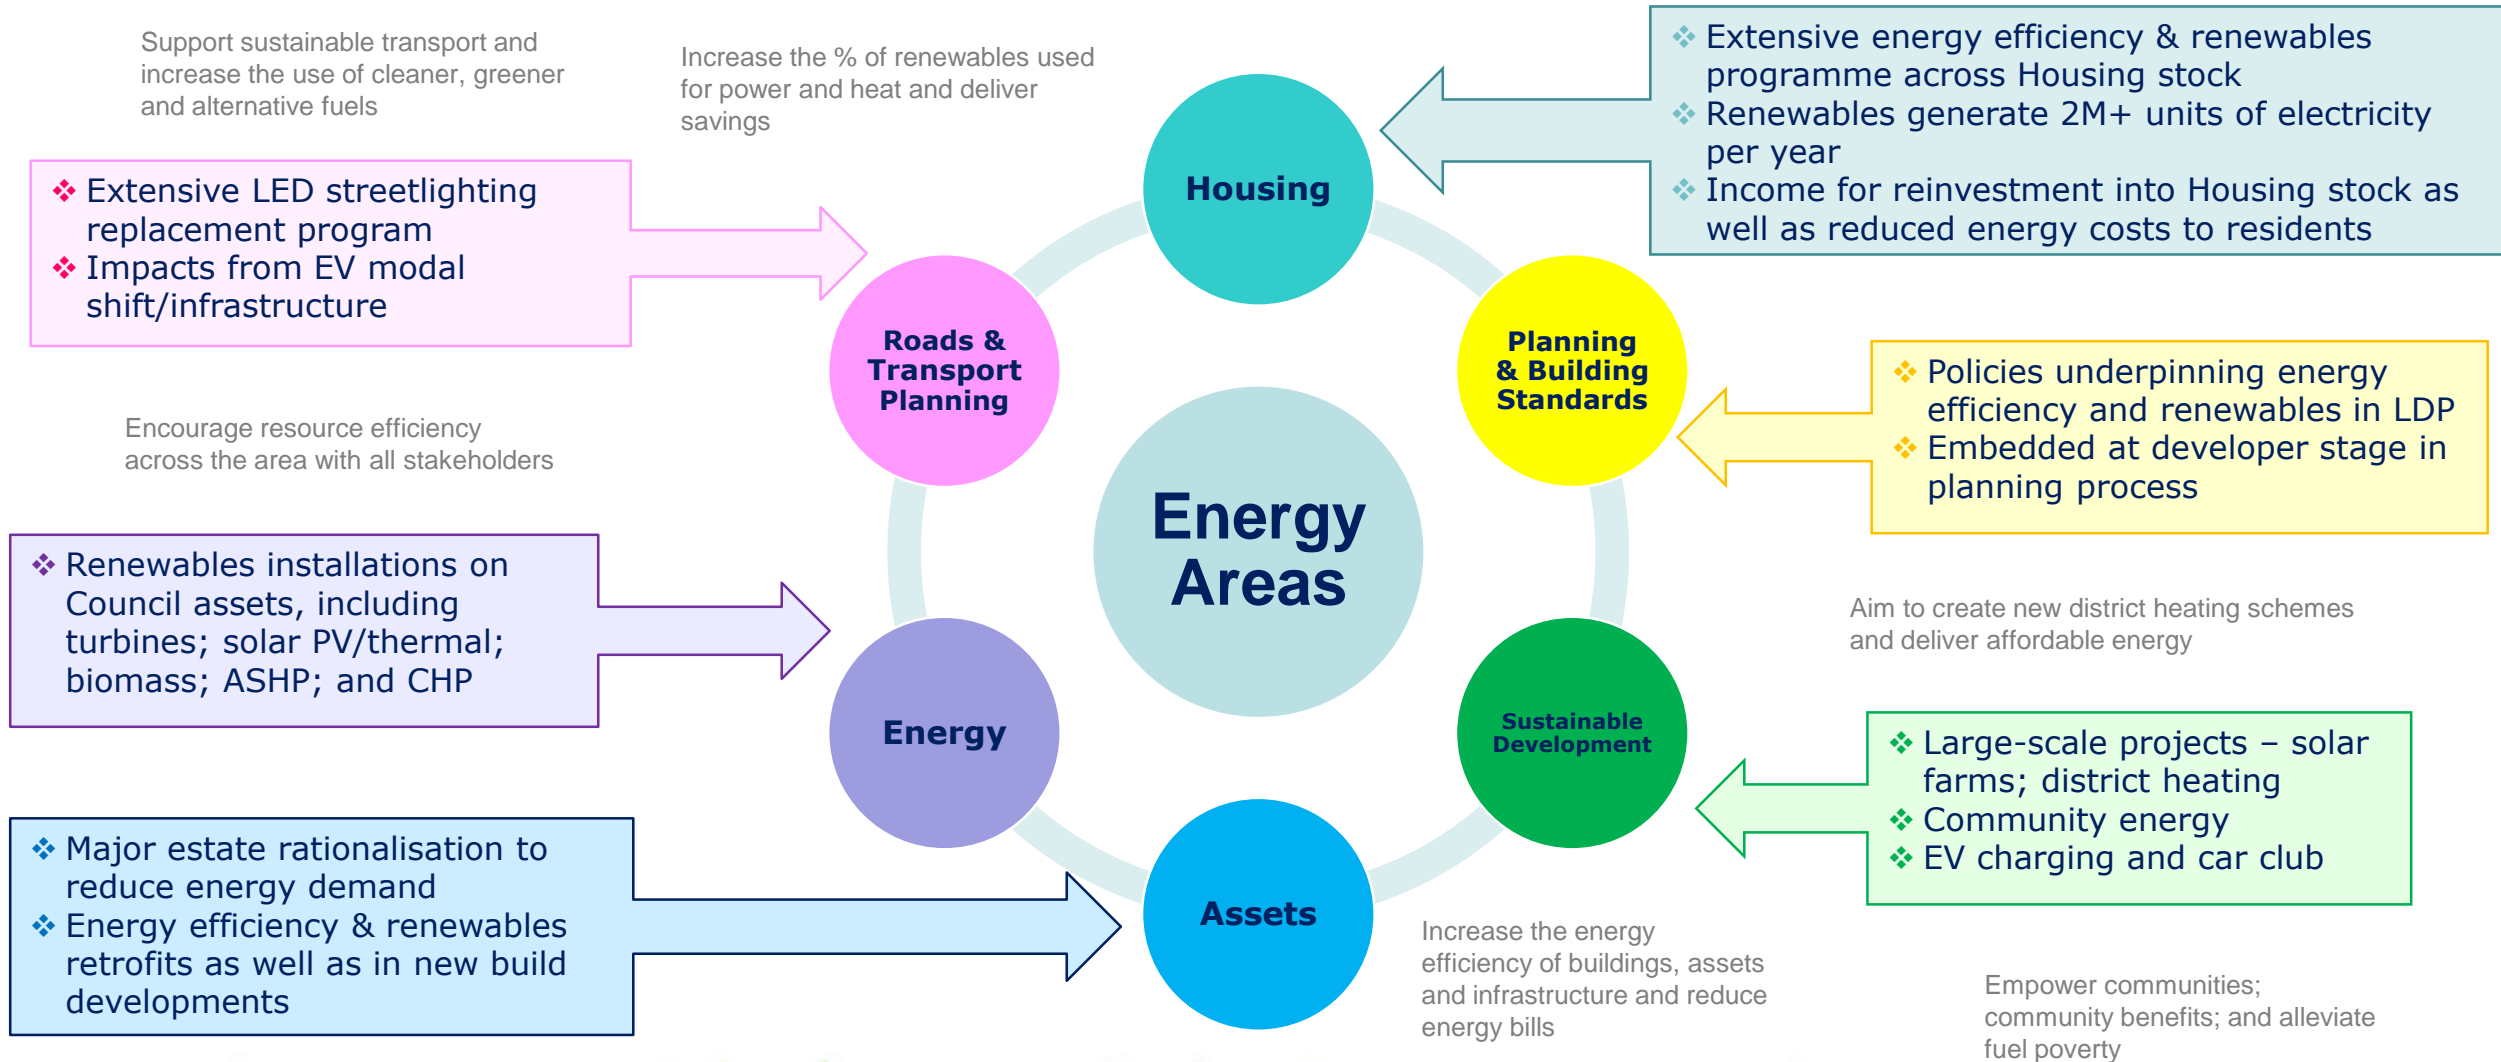 Support sustainable transport and
increase the use of cleaner, greener
and alternative fuels
Increase the % of renewables used
for power and heat and deliver
savings
❖ Extensive energy efficiency & renewables
programme across Housing stock
❖ Renewables generate 2M+ units of electricity
per year
❖ Income for reinvestment into Housing stock as
well as reduced energy costs to residents
❖ Extensive LED streetlighting
replacement program
❖ Impacts from EV modal
shift/infrastructure
Housing
Roads &
Transport
Planning
Planning
& Building
Standards
❖ Policies underpinning energy
efficiency and renewables in LDP
❖ Embedded at developer stage in
planning process
Encourage resource efficiency
across the area with all stakeholders
Energy
Areas
❖ Renewables installations on
Council assets, including
turbines; solar PV/thermal;
biomass; ASHP; and CHP
Aim to create new district heating schemes
and deliver affordable energy
Energy
Sustainable
Development
❖ Large-scale projects – solar
farms; district heating
❖ Community energy
❖ EV charging and car club
❖ Major estate rationalisation to
reduce energy demand
❖ Energy efficiency & renewables
retrofits as well as in new build
developments
Assets
Increase the energy
efficiency of buildings, assets
and infrastructure and reduce
energy bills
Empower communities;
community benefits; and alleviate
fuel poverty